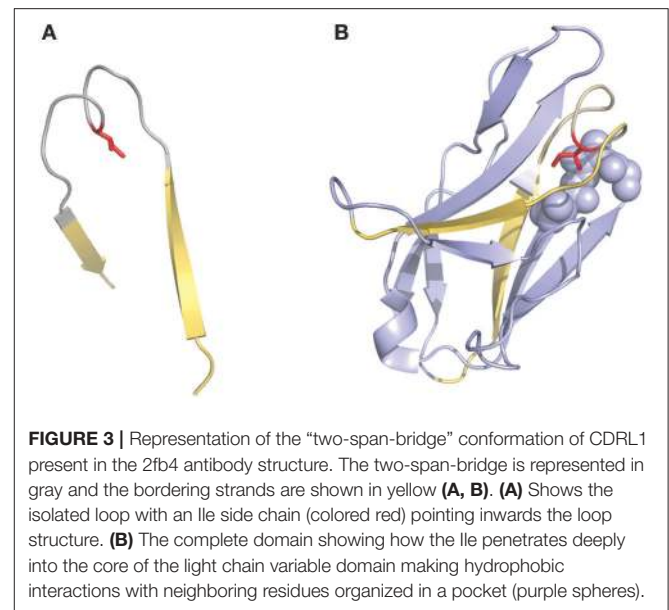 A B
FIGURE 3 | Representation of the “two-span-bridge” conformation of CDRL1
present in the 2fb4 antibody structure. The two-span-bridge is represented in
gray and the bordering strands are shown in yellow (A, B). (A) Shows the
isolated loop with an Ile side chain (colored red) pointing inwards the loop
structure. (B) The complete domain showing how the Ile penetrates deeply
into the core of the light chain variable domain making hydrophobic
interactions with neighboring residues organized in a pocket (purple spheres).